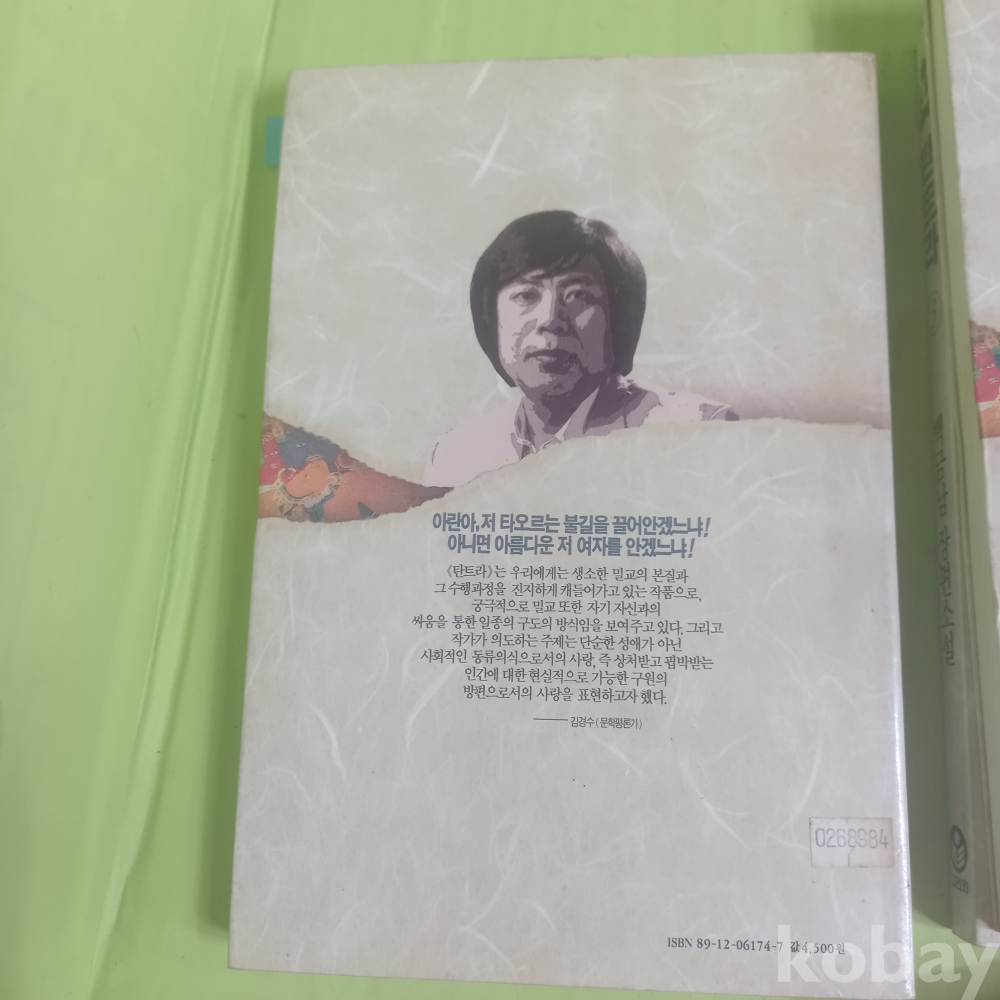 아란아, 저 타오르는 불길을 끌어안겠느냐!
아니면 아름다운 저 여자를 안겠느냐!
《탄트라》는 우리에게는 생소한 밀교의 본질과
그 수행과정을 진지하게 캐들어가고 있는 작품으로,
궁극적으로 밀교 또한 자기 자신과의
싸움을 통한 일종의 구도의 방식임을 보여주고 있다. 그리고
작가가 의도하는 주제는 단순한 성애가 아닌
사회적인 동류의식으로서의 사랑, 즉 상처받고 핍박받는
인간에 대한 현실적으로 가능한 구원의
방편으로서의 사랑을 표현하고자 했다.
김경수 (문학평론가)
0268984
ISBN 89-12-06174-7 값 4,500원
kobay
장편소설